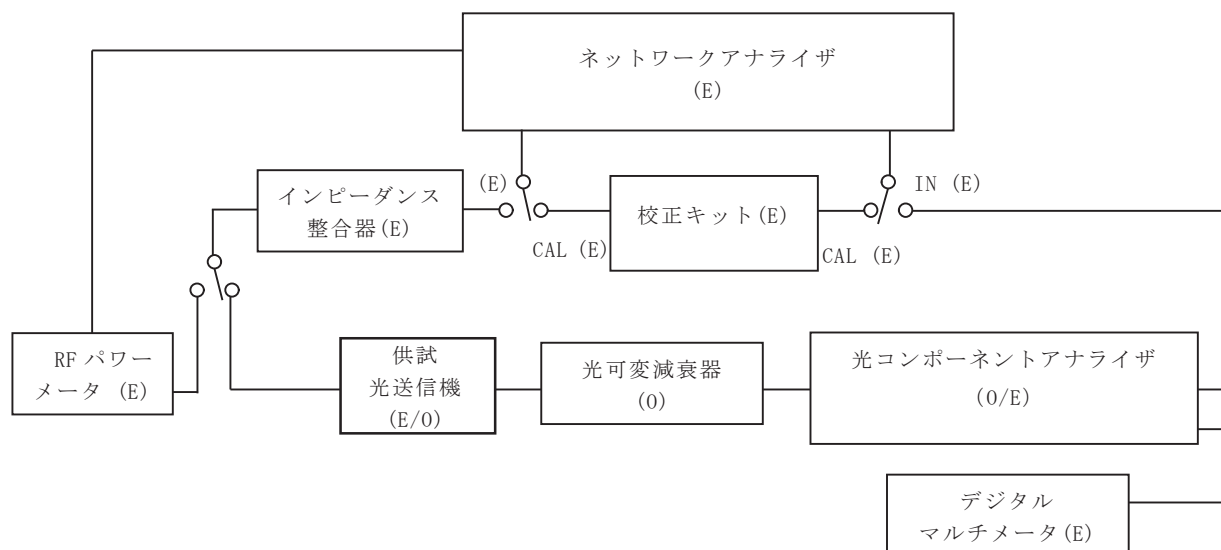 ネットワークアナライザ
(E)
インピーダンス
整合器(E)
(E)
CAL (E)
校正キット(E)
IN (E)
CAL (E)
RF パワー
メータ (E)
供試
光送信機
(E/O)
光可変減衰器
(O)
光コンポーネントアナライザ
(O/E)
デジタル
マルチメータ(E)